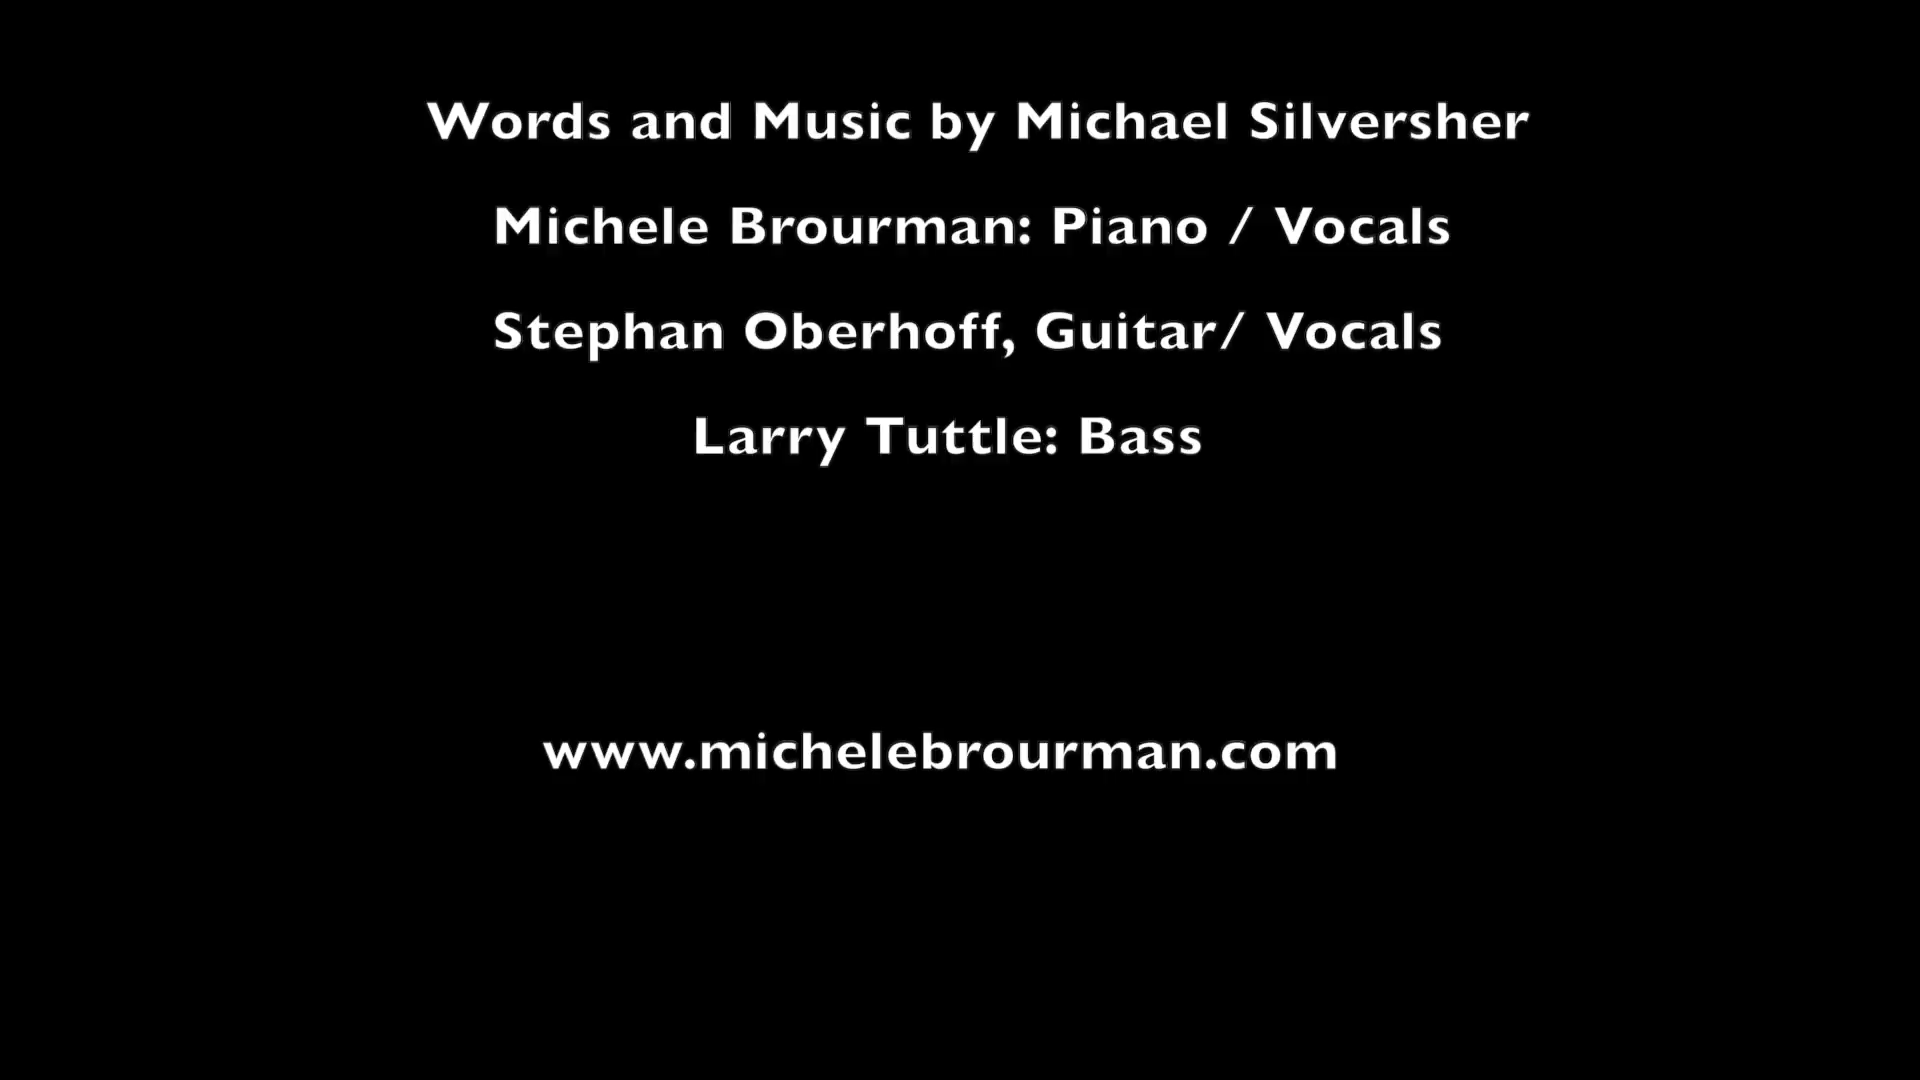 Words and Music by Michael Silversher
Michele Brourman: Piano / Vocals
Stephan Oberhoff, Guitar/ Vocals
Larry Tuttle: Bass
www.michelebrourman.com